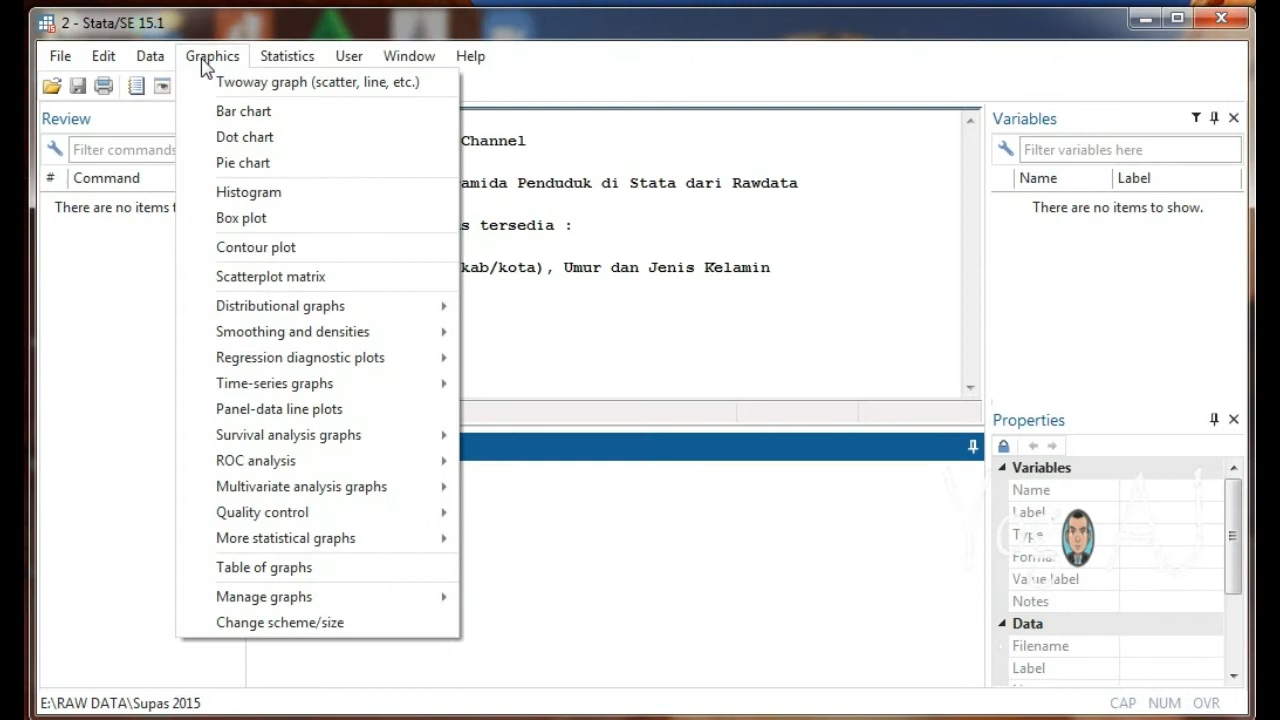 2 - Stata/SE 15.1
File Edit Data Graphics Statistics User Window Help
Review
Filter commands
# Command
There are no items t
Twoway graph (scatter, line, etc.)
Bar chart
Dot chart
Pie chart
Histogram
Box plot
Contour plot
Scatterplot matrix
Distributional graphs
Smoothing and densities
Regression diagnostic plots
Time-series graphs
Panel-data line plots
Survival analysis graphs
ROC analysis
Multivariate analysis graphs
Quality control
More statistical graphs
Table of graphs
Manage graphs
Change scheme/size
Channel
amida Penduduk di Stata dari Rawdata
s tersedia :
kab/kota), Umur dan Jenis Kelamin
Variables
Filter variables here
Name Label
There are no items to show.
Properties
Variables
Name
Label
Type
Format
Value label
Notes
Data
Filename
Label
E:\RAW DATA\Supas 2015
CAP NUM OVR